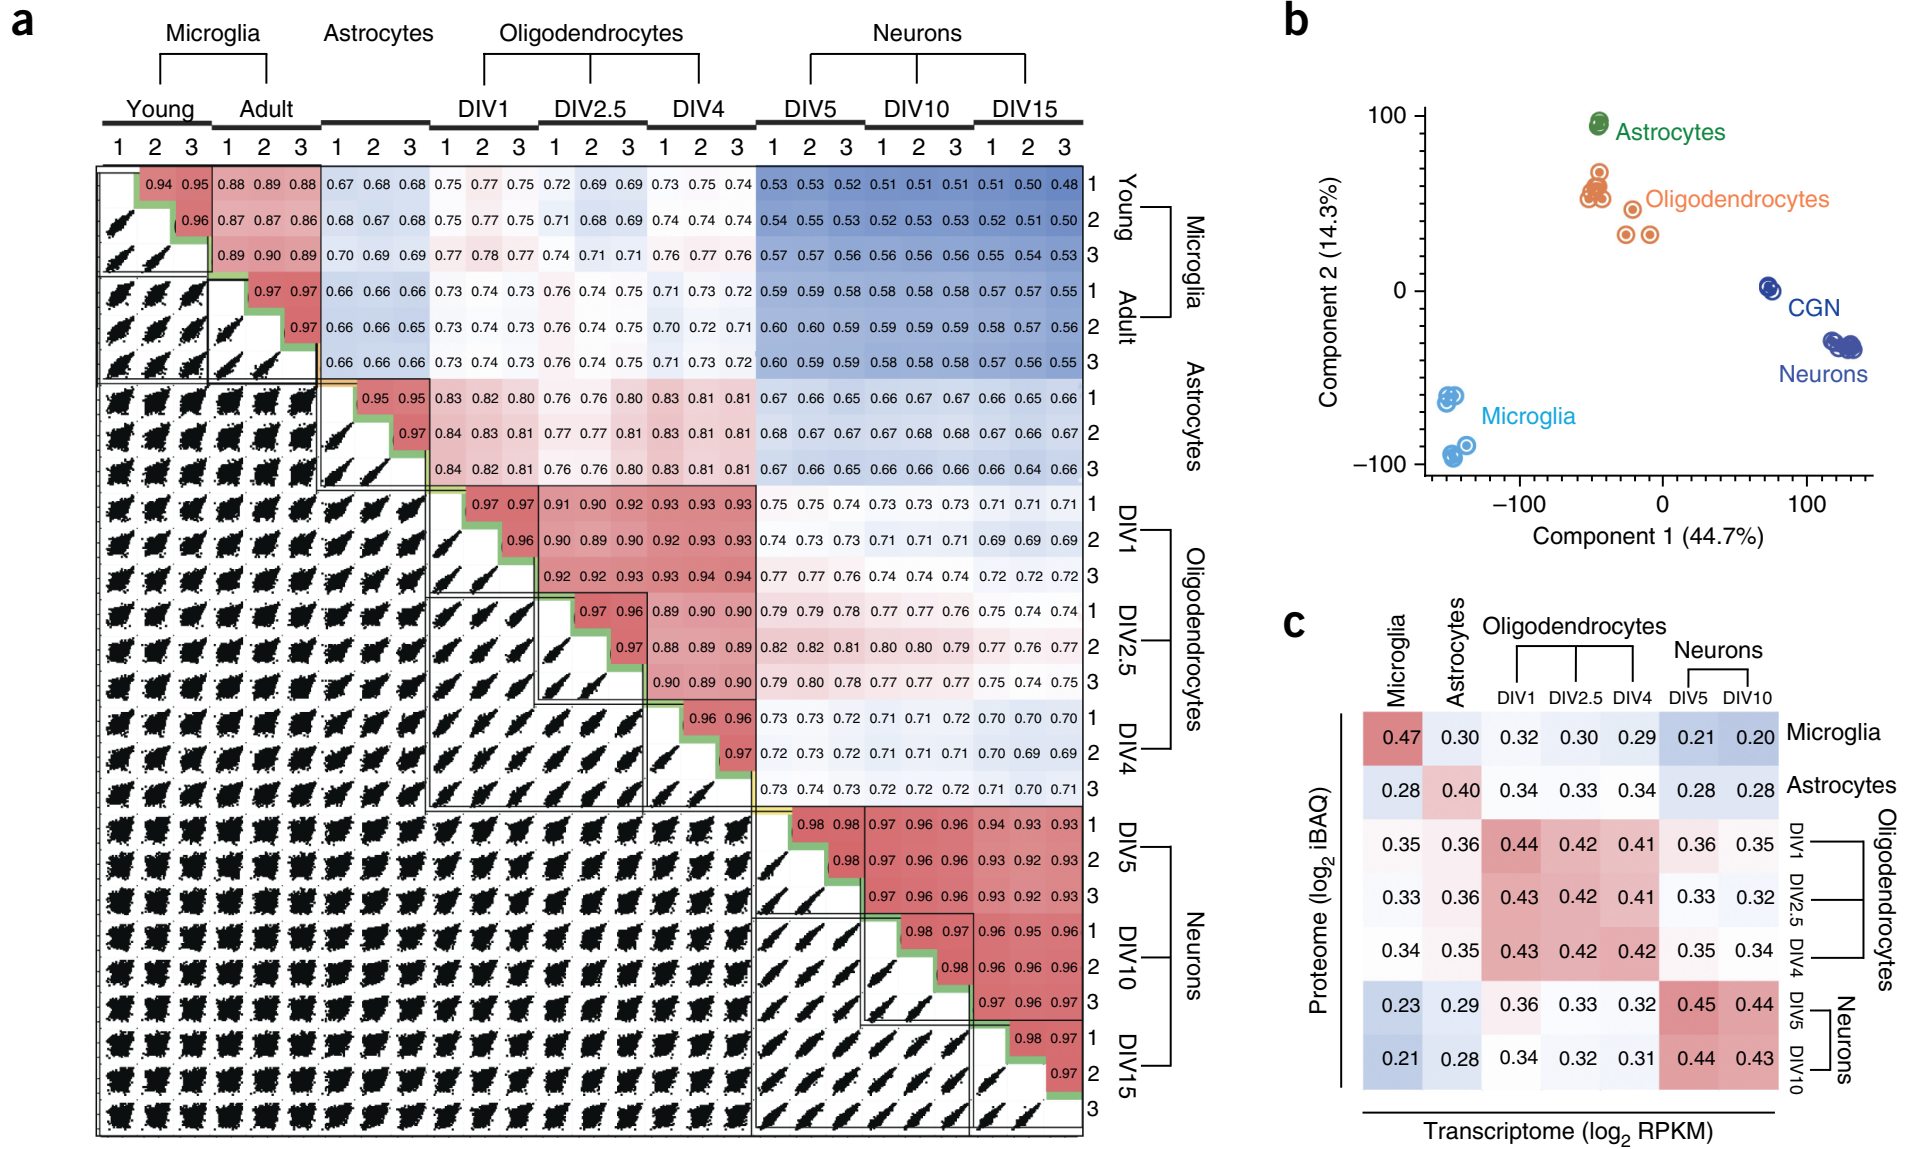 a
Microglia Astrocytes Oligodendrocytes Neurons
Young Adult DIV1 DIV2.5 DIV4 DIV5 DIV10 DIV15
1 2 3 1 2 3 1 2 3 1 2 3 1 2 3 1 2 3 1 2 3 1 2 3 1 2 3
0.94 0.95 0.88 0.89 0.88 0.67 0.68 0.68 0.75 0.77 0.75 0.72 0.69 0.69 0.73 0.75 0.74 0.53 0.53 0.52 0.51 0.51 0.51 0.51 0.50 0.48 1
0.96 0.87 0.87 0.86 0.68 0.67 0.68 0.75 0.77 0.75 0.71 0.68 0.69 0.74 0.74 0.74 0.54 0.55 0.53 0.52 0.53 0.53 0.52 0.51 0.50 2
0.89 0.90 0.89 0.70 0.69 0.69 0.77 0.78 0.77 0.74 0.71 0.71 0.76 0.77 0.76 0.57 0.57 0.56 0.56 0.56 0.56 0.55 0.54 0.53 3
0.97 0.97 0.66 0.66 0.66 0.73 0.74 0.73 0.76 0.74 0.75 0.71 0.73 0.72 0.59 0.59 0.58 0.58 0.58 0.58 0.57 0.57 0.55 1
0.97 0.66 0.66 0.65 0.73 0.74 0.73 0.76 0.74 0.75 0.70 0.72 0.71 0.60 0.60 0.59 0.59 0.59 0.59 0.58 0.57 0.56 2
0.66 0.66 0.66 0.73 0.74 0.73 0.76 0.74 0.75 0.71 0.73 0.72 0.60 0.59 0.59 0.58 0.58 0.58 0.57 0.56 0.55 3
0.95 0.95 0.83 0.82 0.80 0.76 0.76 0.80 0.83 0.81 0.81 0.67 0.66 0.65 0.66 0.67 0.67 0.66 0.65 0.66 1
0.97 0.84 0.83 0.81 0.77 0.77 0.81 0.83 0.81 0.81 0.68 0.67 0.67 0.67 0.68 0.68 0.67 0.66 0.67 2
0.84 0.82 0.81 0.76 0.76 0.80 0.83 0.81 0.81 0.67 0.66 0.65 0.66 0.66 0.66 0.66 0.64 0.66 3
0.97 0.97 0.91 0.90 0.92 0.93 0.93 0.93 0.75 0.75 0.74 0.73 0.73 0.73 0.71 0.71 0.71 1
0.96 0.90 0.89 0.90 0.92 0.93 0.93 0.74 0.73 0.73 0.71 0.71 0.71 0.69 0.69 0.69 2
0.92 0.92 0.93 0.93 0.94 0.94 0.77 0.77 0.76 0.74 0.74 0.74 0.72 0.72 0.72 3
0.97 0.96 0.89 0.90 0.90 0.79 0.79 0.78 0.77 0.77 0.76 0.75 0.74 0.74 1
0.97 0.88 0.89 0.89 0.82 0.82 0.81 0.80 0.80 0.79 0.77 0.76 0.77 2
0.90 0.89 0.90 0.79 0.80 0.78 0.77 0.77 0.77 0.75 0.74 0.75 3
0.96 0.96 0.73 0.73 0.72 0.71 0.71 0.72 0.70 0.70 0.70 1
0.97 0.72 0.73 0.72 0.71 0.71 0.71 0.70 0.69 0.69 2
0.73 0.74 0.73 0.72 0.72 0.72 0.71 0.70 0.71 3
0.98 0.98 0.97 0.96 0.96 0.94 0.93 0.93 1
0.98 0.97 0.96 0.96 0.93 0.92 0.93 2
0.97 0.96 0.96 0.93 0.92 0.93 3
0.98 0.97 0.96 0.95 0.96 1
0.98 0.96 0.96 0.96 2
0.97 0.96 0.97 3
0.98 0.97 1
0.97 2
3
Young
Adult
Microglia
Astrocytes
DIV1
DIV2.5
DIV4
Oligodendrocytes
DIV5
DIV10
DIV15
Neurons
b
Component 2 (14.3%)
100
0
−100
Astrocytes
Oligodendrocytes
CGN
Neurons
Microglia
−100 0 100
Component 1 (44.7%)
c
Microglia
Astrocytes
Oligodendrocytes
Neurons
DIV1 DIV2.5 DIV4 DIV5 DIV10
0.47 0.30 0.32 0.30 0.29 0.21 0.20 Microglia
0.28 0.40 0.34 0.33 0.34 0.28 0.28 Astrocytes
0.35 0.36 0.44 0.42 0.41 0.36 0.35 DIV1
0.33 0.36 0.43 0.42 0.41 0.33 0.32 DIV2.5
0.34 0.35 0.43 0.42 0.42 0.35 0.34 DIV4
0.23 0.29 0.36 0.33 0.32 0.45 0.44 DIV5
0.21 0.28 0.34 0.32 0.31 0.44 0.43 DIV10
Oligodendrocytes
Neurons
Proteome (log2 iBAQ)
Transcriptome (log2 RPKM)